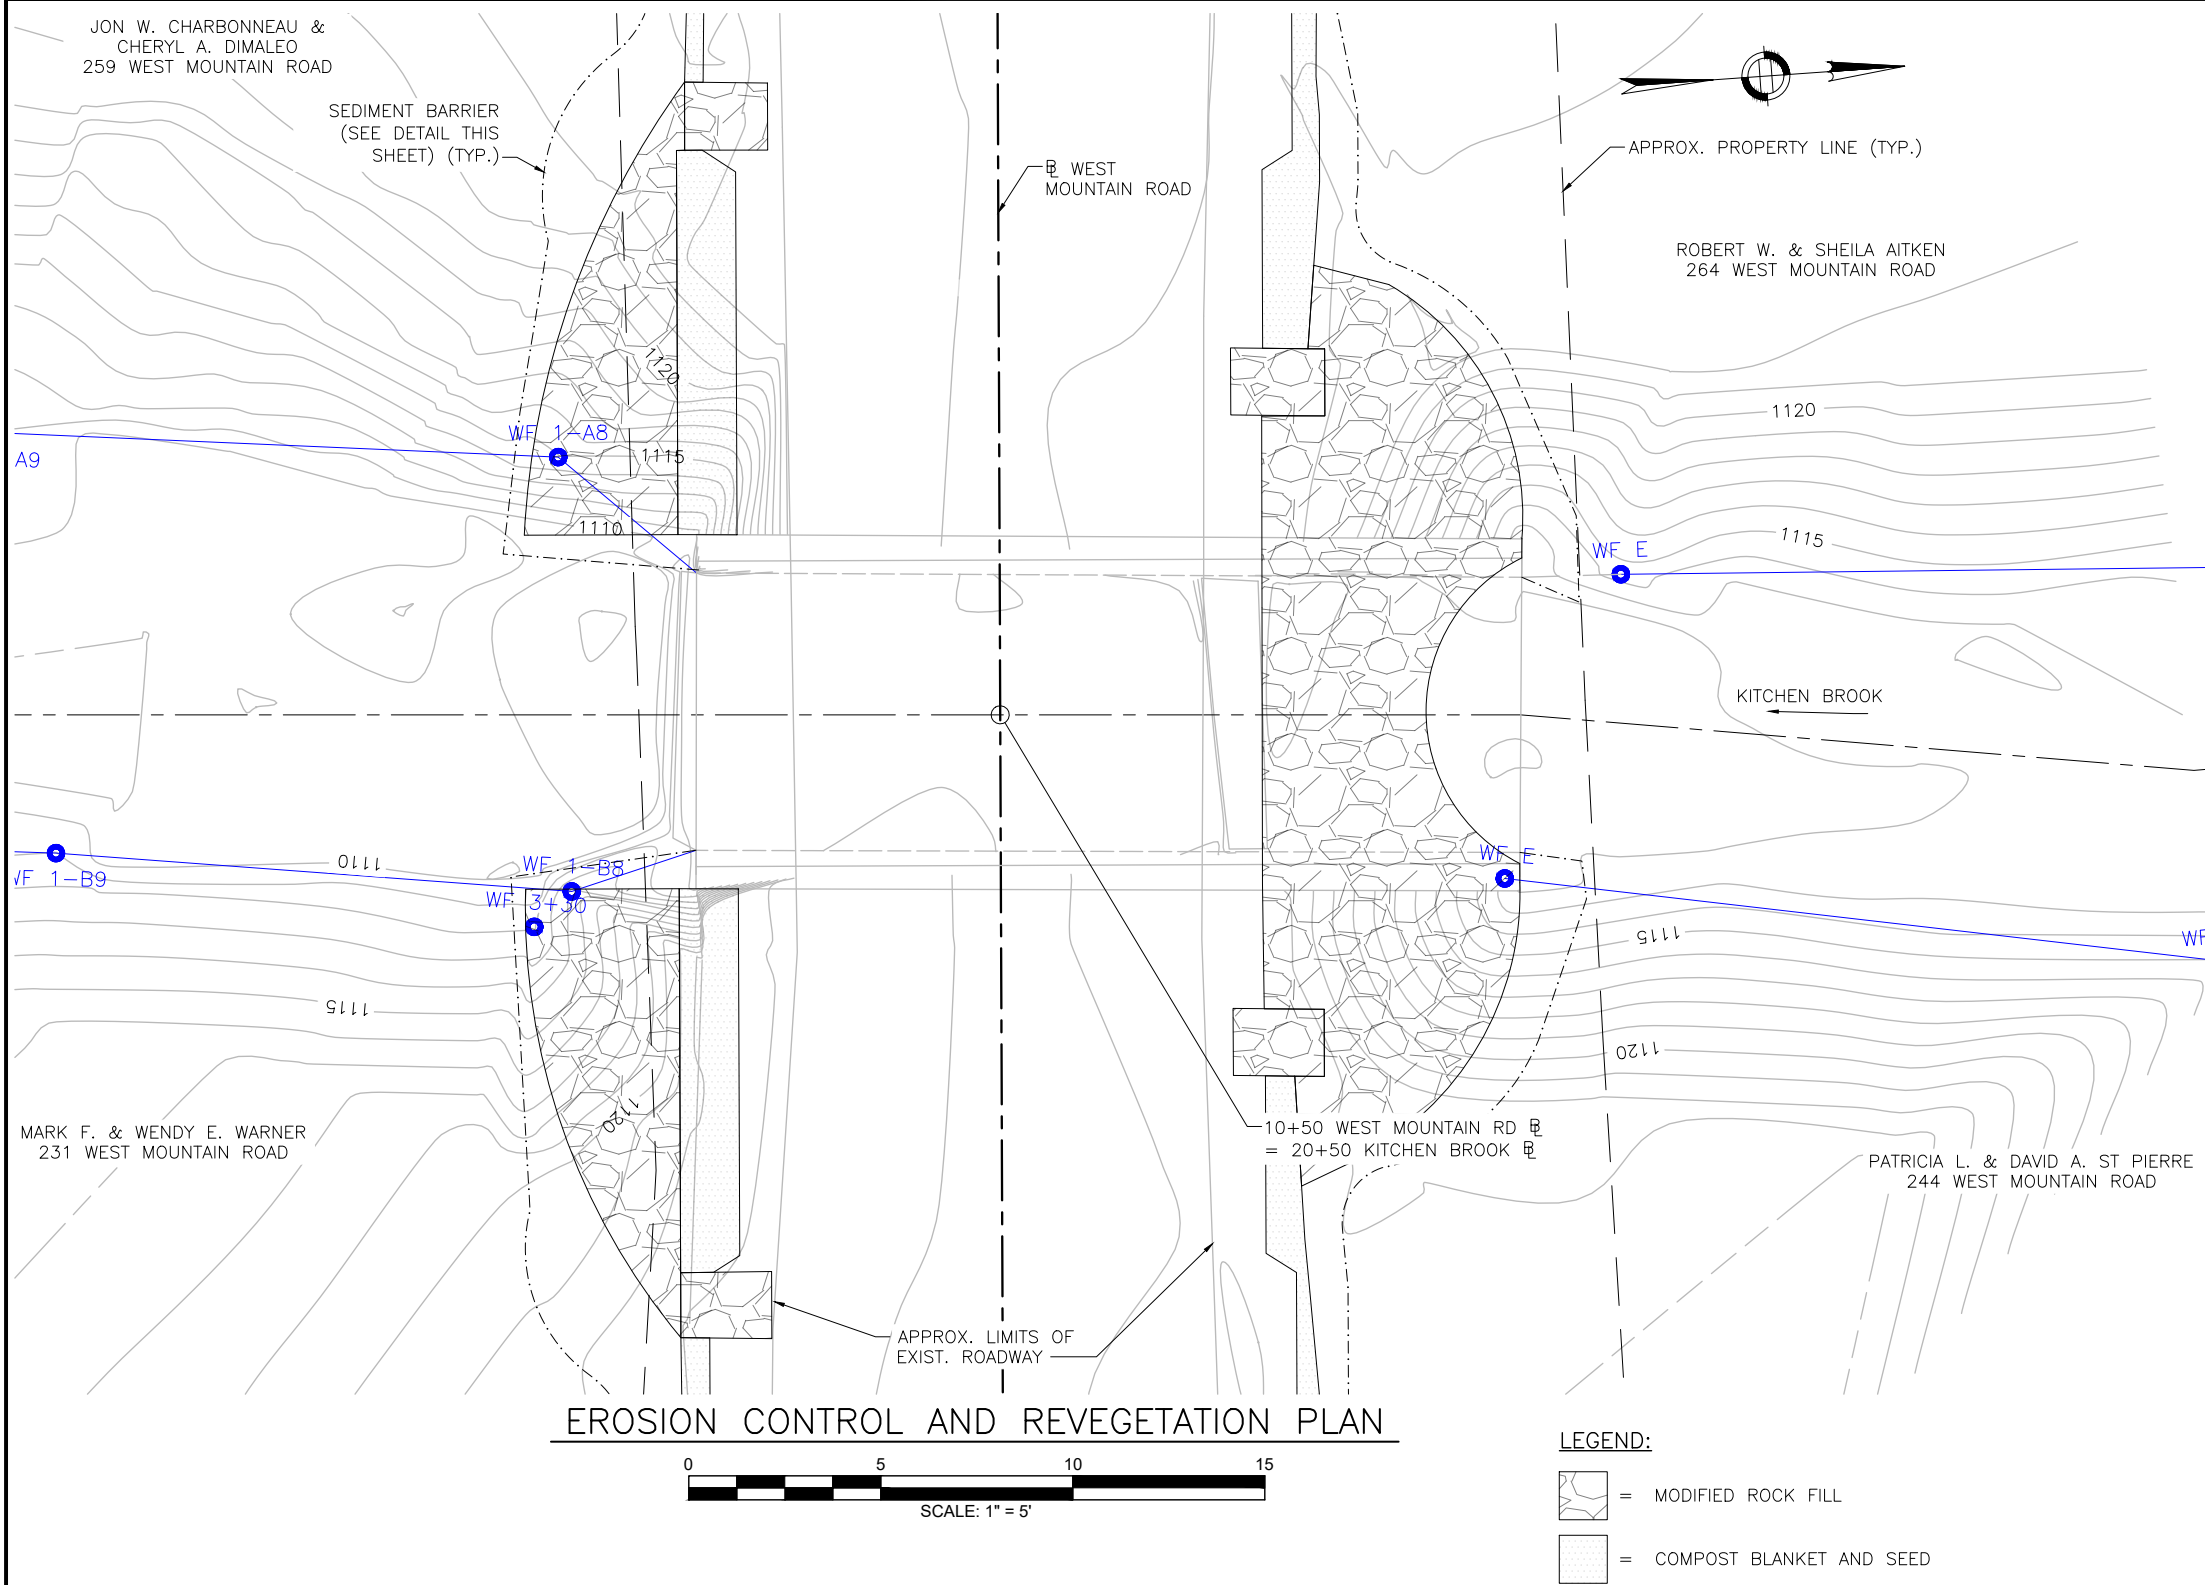 JON W. CHARBONNEAU &
CHERYL A. DIMALEO
259 WEST MOUNTAIN ROAD
SEDIMENT BARRIER
(SEE DETAIL THIS
SHEET) (TYP.)
℄ WEST
MOUNTAIN ROAD
APPROX. PROPERTY LINE (TYP.)
ROBERT W. & SHEILA AITKEN
264 WEST MOUNTAIN ROAD
1120
1120
WF 1-A8
A9
1115
1110
1115
WF E
KITCHEN BROOK
1110
WF 1-B8
WF 1-B9
WF 3+50
WF E
1115
WF
1115
1120
1120
MARK F. & WENDY E. WARNER
231 WEST MOUNTAIN ROAD
10+50 WEST MOUNTAIN RD ℄
= 20+50 KITCHEN BROOK ℄
PATRICIA L. & DAVID A. ST PIERRE
244 WEST MOUNTAIN ROAD
APPROX. LIMITS OF
EXIST. ROADWAY
EROSION CONTROL AND REVEGETATION PLAN
0 5 10 15
SCALE: 1" = 5'
LEGEND:
= MODIFIED ROCK FILL
= COMPOST BLANKET AND SEED